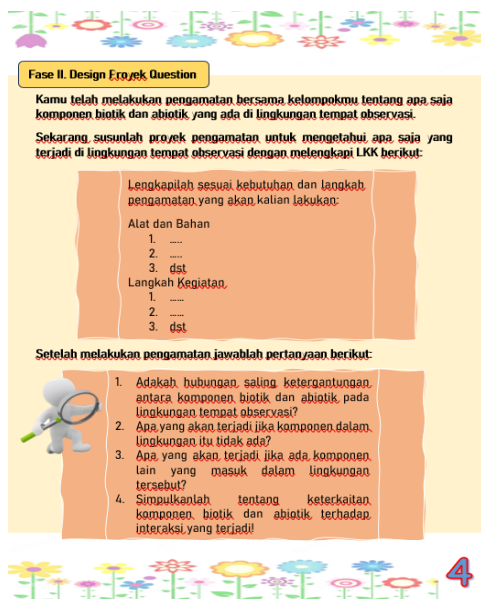 Fase II. Design Proyek Question
Kamu telah melakukan pengamatan bersama kelompokmu tentang apa saja
komponen biotik dan abiotik yang ada di lingkungan tempat observasi.
Sekarang susunlah proyek pengamatan untuk mengetahui apa saja yang
terjadi di lingkungan tempat observasi dengan melengkapi LKK berikut:
Lengkapilah sesuai kebutuhan dan langkah
pengamatan yang akan kalian lakukan:
Alat dan Bahan
1. .....
2. .....
3. dst
Langkah Kegiatan
1. ......
2. ......
3. dst
Setelah melakukan pengamatan jawablah pertanyaan berikut:
1. Adakah hubungan saling ketergantungan
antara komponen biotik dan abiotik pada
lingkungan tempat observasi?
2. Apa yang akan terjadi jika komponen dalam
lingkungan itu tidak ada?
3. Apa yang akan terjadi jika ada komponen
lain yang masuk dalam lingkungan
tersebut?
4. Simpulkanlah tentang keterkaitan
komponen biotik dan abiotik terhadap
interaksi yang terjadi!
4